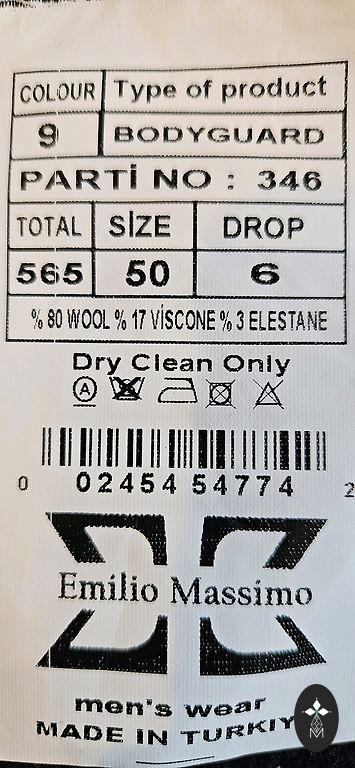 COLOUR Type of product
9 BODYGUARD
PARTİ NO : 346
TOTAL SİZE DROP
565 50 6
% 80 WOOL % 17 VİSCONE % 3 ELESTANE
Dry Clean Only
A
0 02454 54774 2
Emilio Massimo
men's wear
MADE IN TURKIY
M